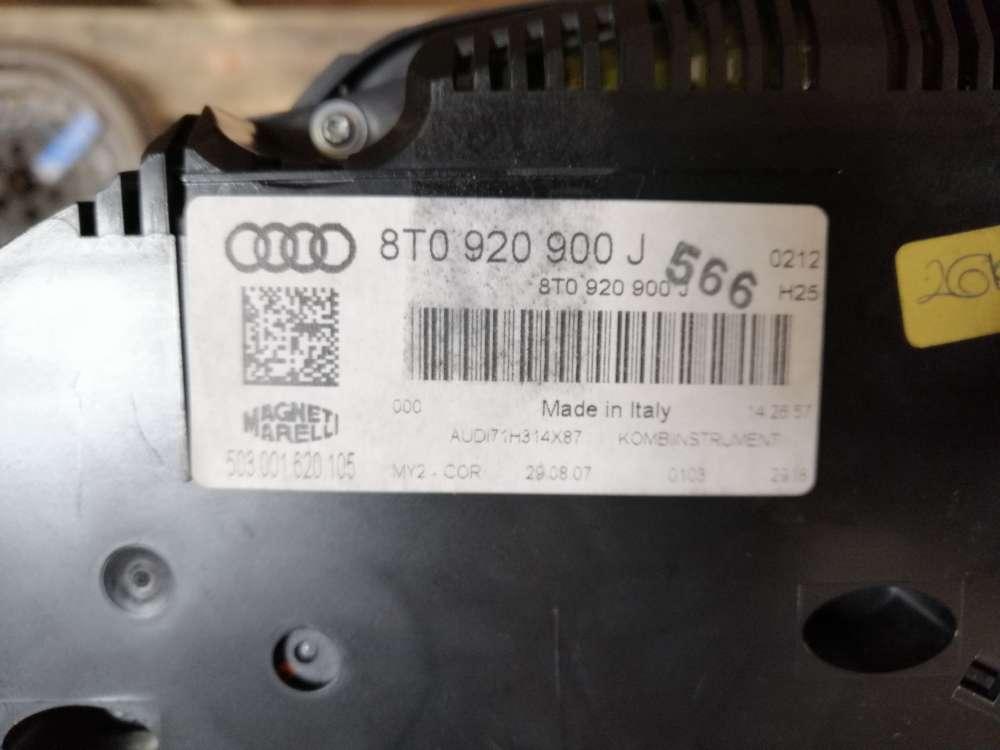 8T0 920 900 J
566
0212
8T0 920 900 J
H25
MAGNETI
MARELLI
503.001.620.105
000
Made in Italy
14:26:57
AUDI71H314X87
KOMBIINSTRUMENT
MY2 - COR
29.08.07
0103
2918